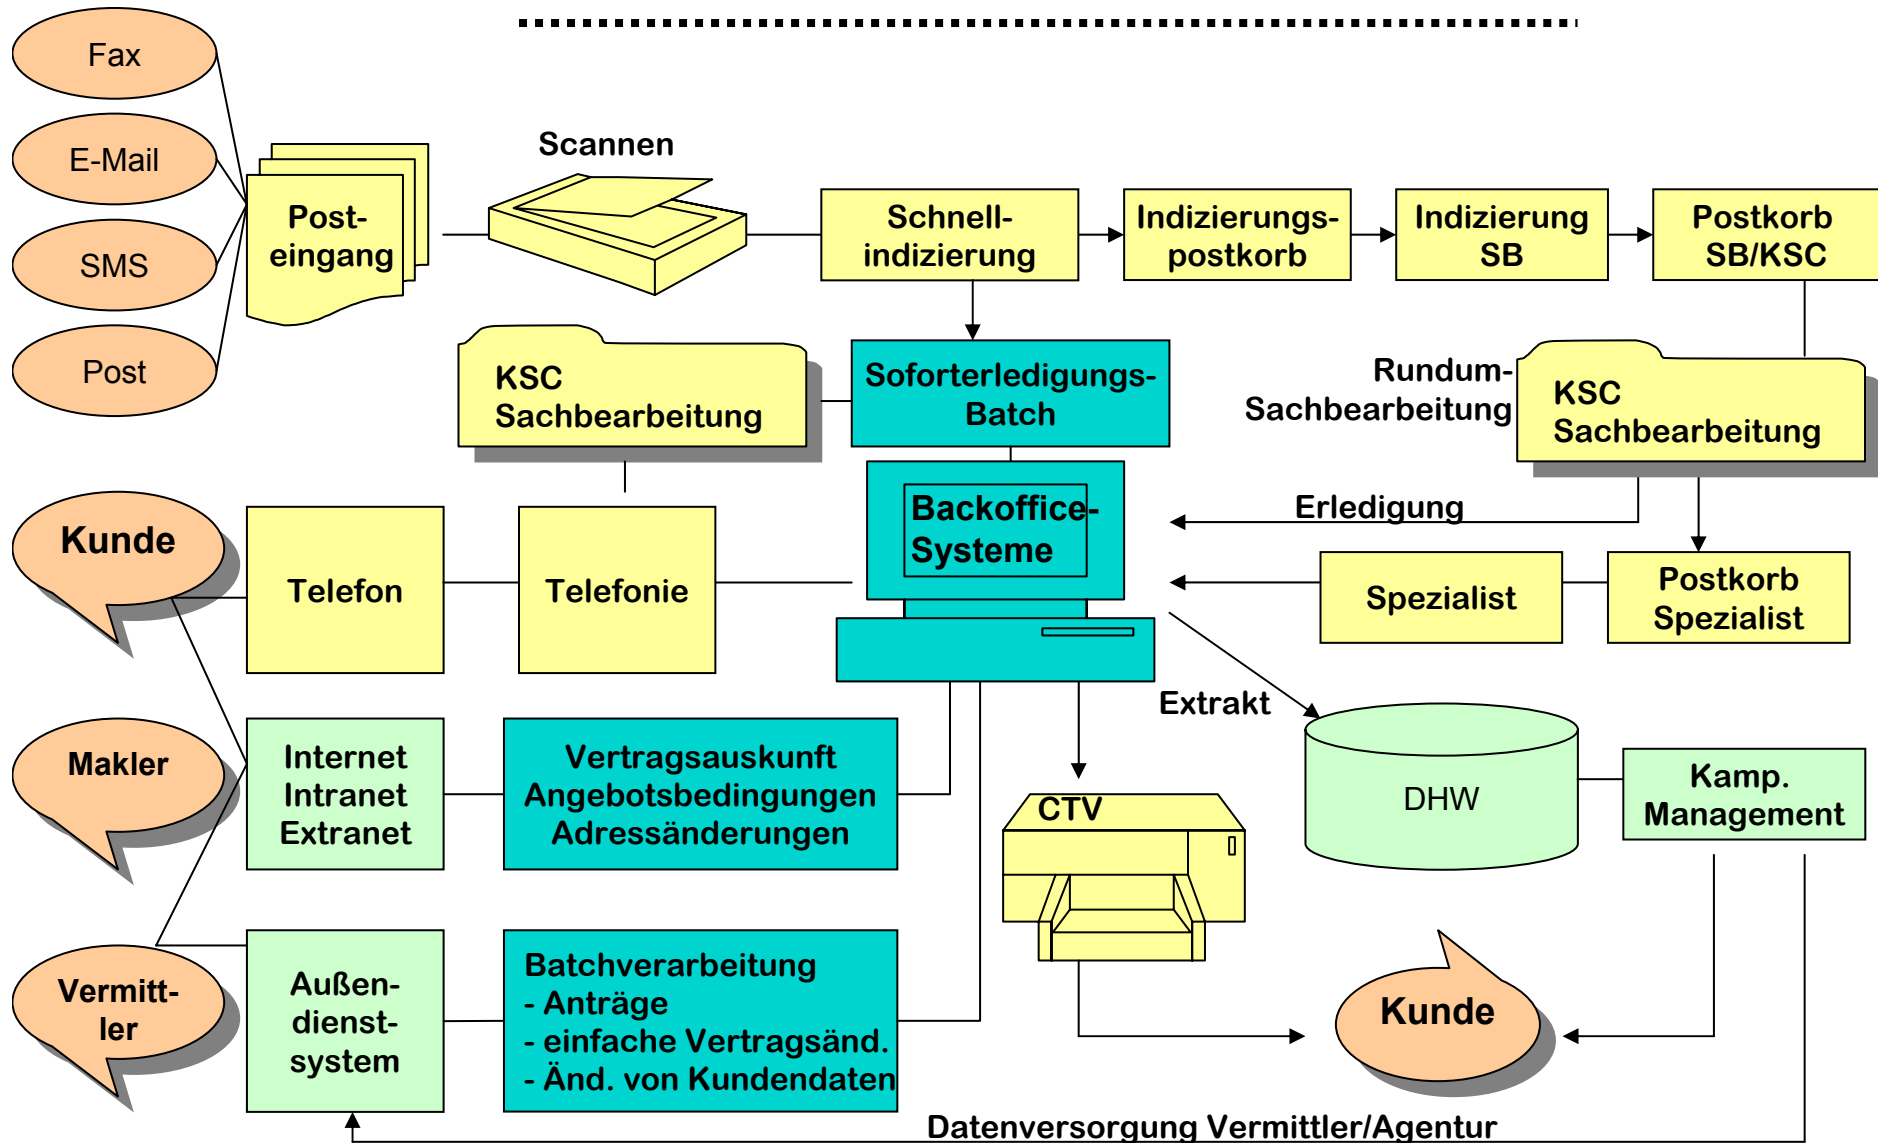 Fax
E-Mail
SMS
Post
Post-
eingang
Scannen
Schnell-
indizierung
Indizierungs-
postkorb
Indizierung
SB
Postkorb
SB/KSC
KSC
Sachbearbeitung
Soforterledigungs-
Batch
Rundum-
Sachbearbeitung
KSC
Sachbearbeitung
Kunde
Telefon
Telefonie
Backoffice-
Systeme
Erledigung
Spezialist
Postkorb
Spezialist
Extrakt
Makler
Internet
Intranet
Extranet
Vertragsauskunft
Angebotsbedingungen
Adressänderungen
CTV
DHW
Kamp.
Management
Vermitt-
ler
Außen-
dienst-
system
Batchverarbeitung
- Anträge
- einfache Vertragsänd.
- Änd. von Kundendaten
Kunde
Datenversorgung Vermittler/Agentur